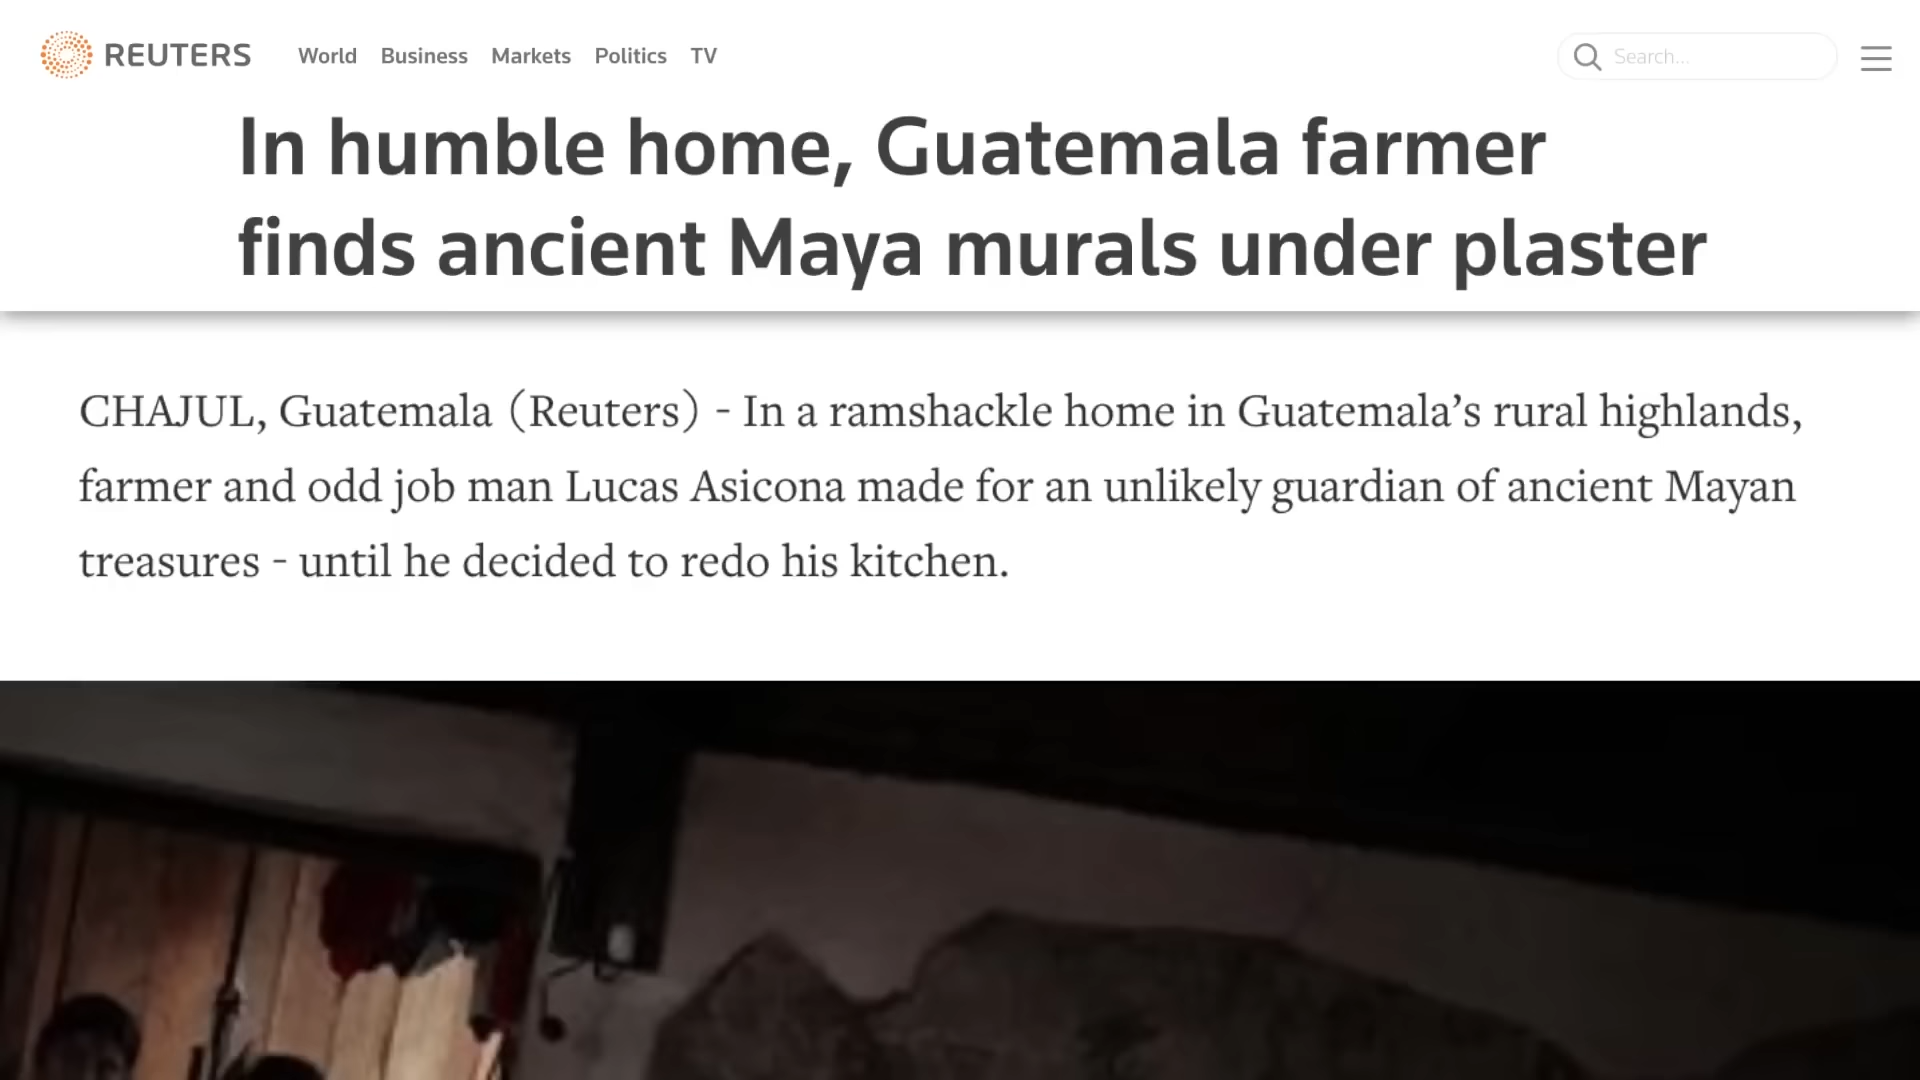 REUTERS World Business Markets Politics TV Search...
In humble home, Guatemala farmer
finds ancient Maya murals under plaster
CHAJUL, Guatemala (Reuters) - In a ramshackle home in Guatemala’s rural highlands,
farmer and odd job man Lucas Asicona made for an unlikely guardian of ancient Mayan
treasures - until he decided to redo his kitchen.